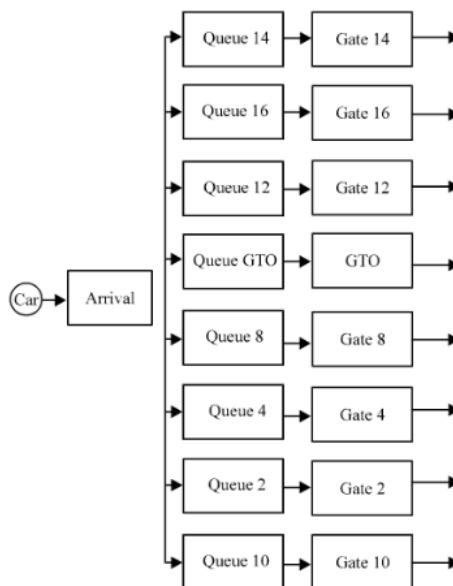 Queue 14
Gate 14
Queue 16
Gate 16
Queue 12
Gate 12
Queue GTO
GTO
Car
Arrival
Queue 8
Gate 8
Queue 4
Gate 4
Queue 2
Gate 2
Queue 10
Gate 10